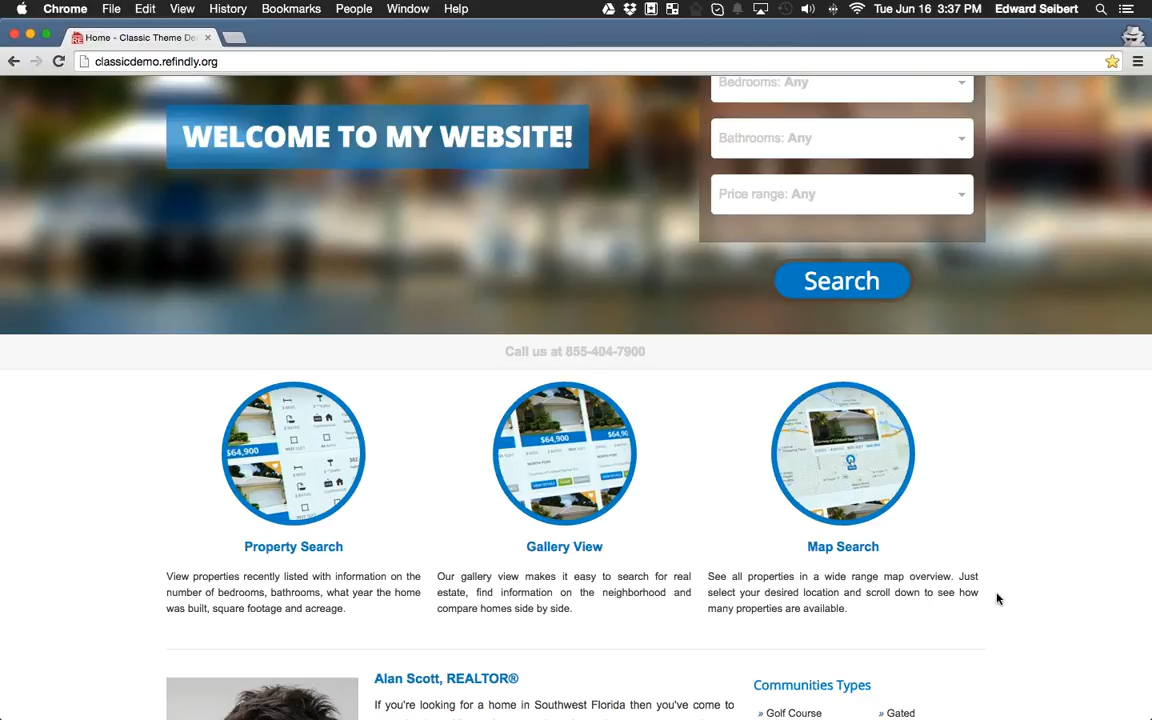 Chrome File Edit View History Bookmarks People Window Help Tue Jun 16 3:37 PM Edward Seibert
Home - Classic Theme De
classicdemo.refindly.org
Bedrooms: Any
WELCOME TO MY WEBSITE!
Bathrooms: Any
Price range: Any
Search
Call us at 855-404-7900
$64,900
$64,900
Property Search
Gallery View
Map Search
View properties recently listed with information on the
number of bedrooms, bathrooms, what year the home
was built, square footage and acreage.
Our gallery view makes it easy to search for real
estate, find information on the neighborhood and
compare homes side by side.
See all properties in a wide range map overview. Just
select your desired location and scroll down to see how
many properties are available.
Alan Scott, REALTOR®
If you're looking for a home in Southwest Florida then you've come to
Communities Types
» Golf Course
» Gated